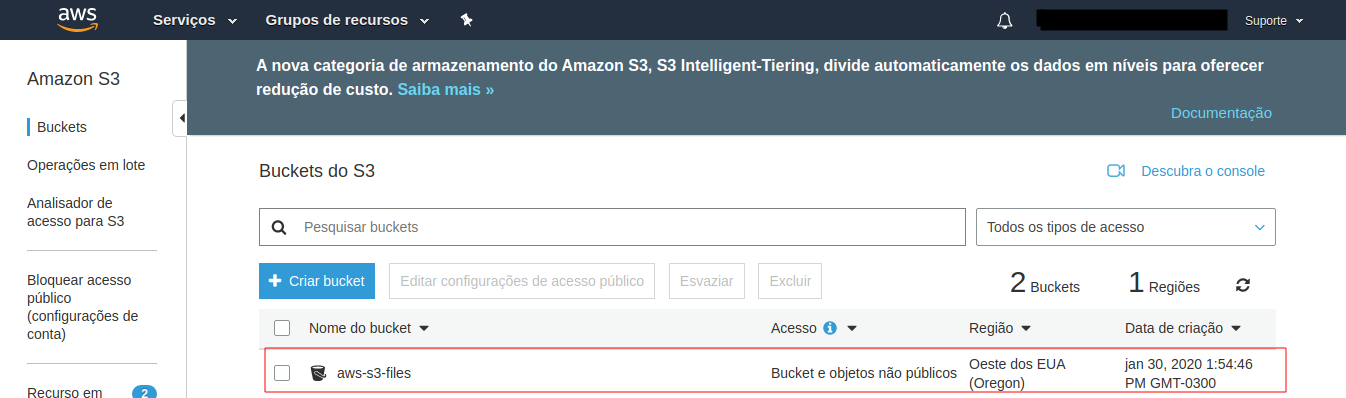 aws
Serviços
Grupos de recursos
Suporte
Amazon S3
Buckets
Operações em lote
Analisador de
acesso para S3
Bloquear acesso
público
(configurações de
conta)
Recurso em
2
A nova categoria de armazenamento do Amazon S3, S3 Intelligent-Tiering, divide automaticamente os dados em níveis para oferecer
redução de custo. Saiba mais »
Documentação
Buckets do S3
Descubra o console
Pesquisar buckets
Todos os tipos de acesso
Criar bucket
Editar configurações de acesso público
Esvaziar
Excluir
2 Buckets
1 Regiões
Nome do bucket
Acesso
Região
Data de criação
aws-s3-files
Bucket e objetos não públicos
Oeste dos EUA
(Oregon)
jan 30, 2020 1:54:46
PM GMT-0300